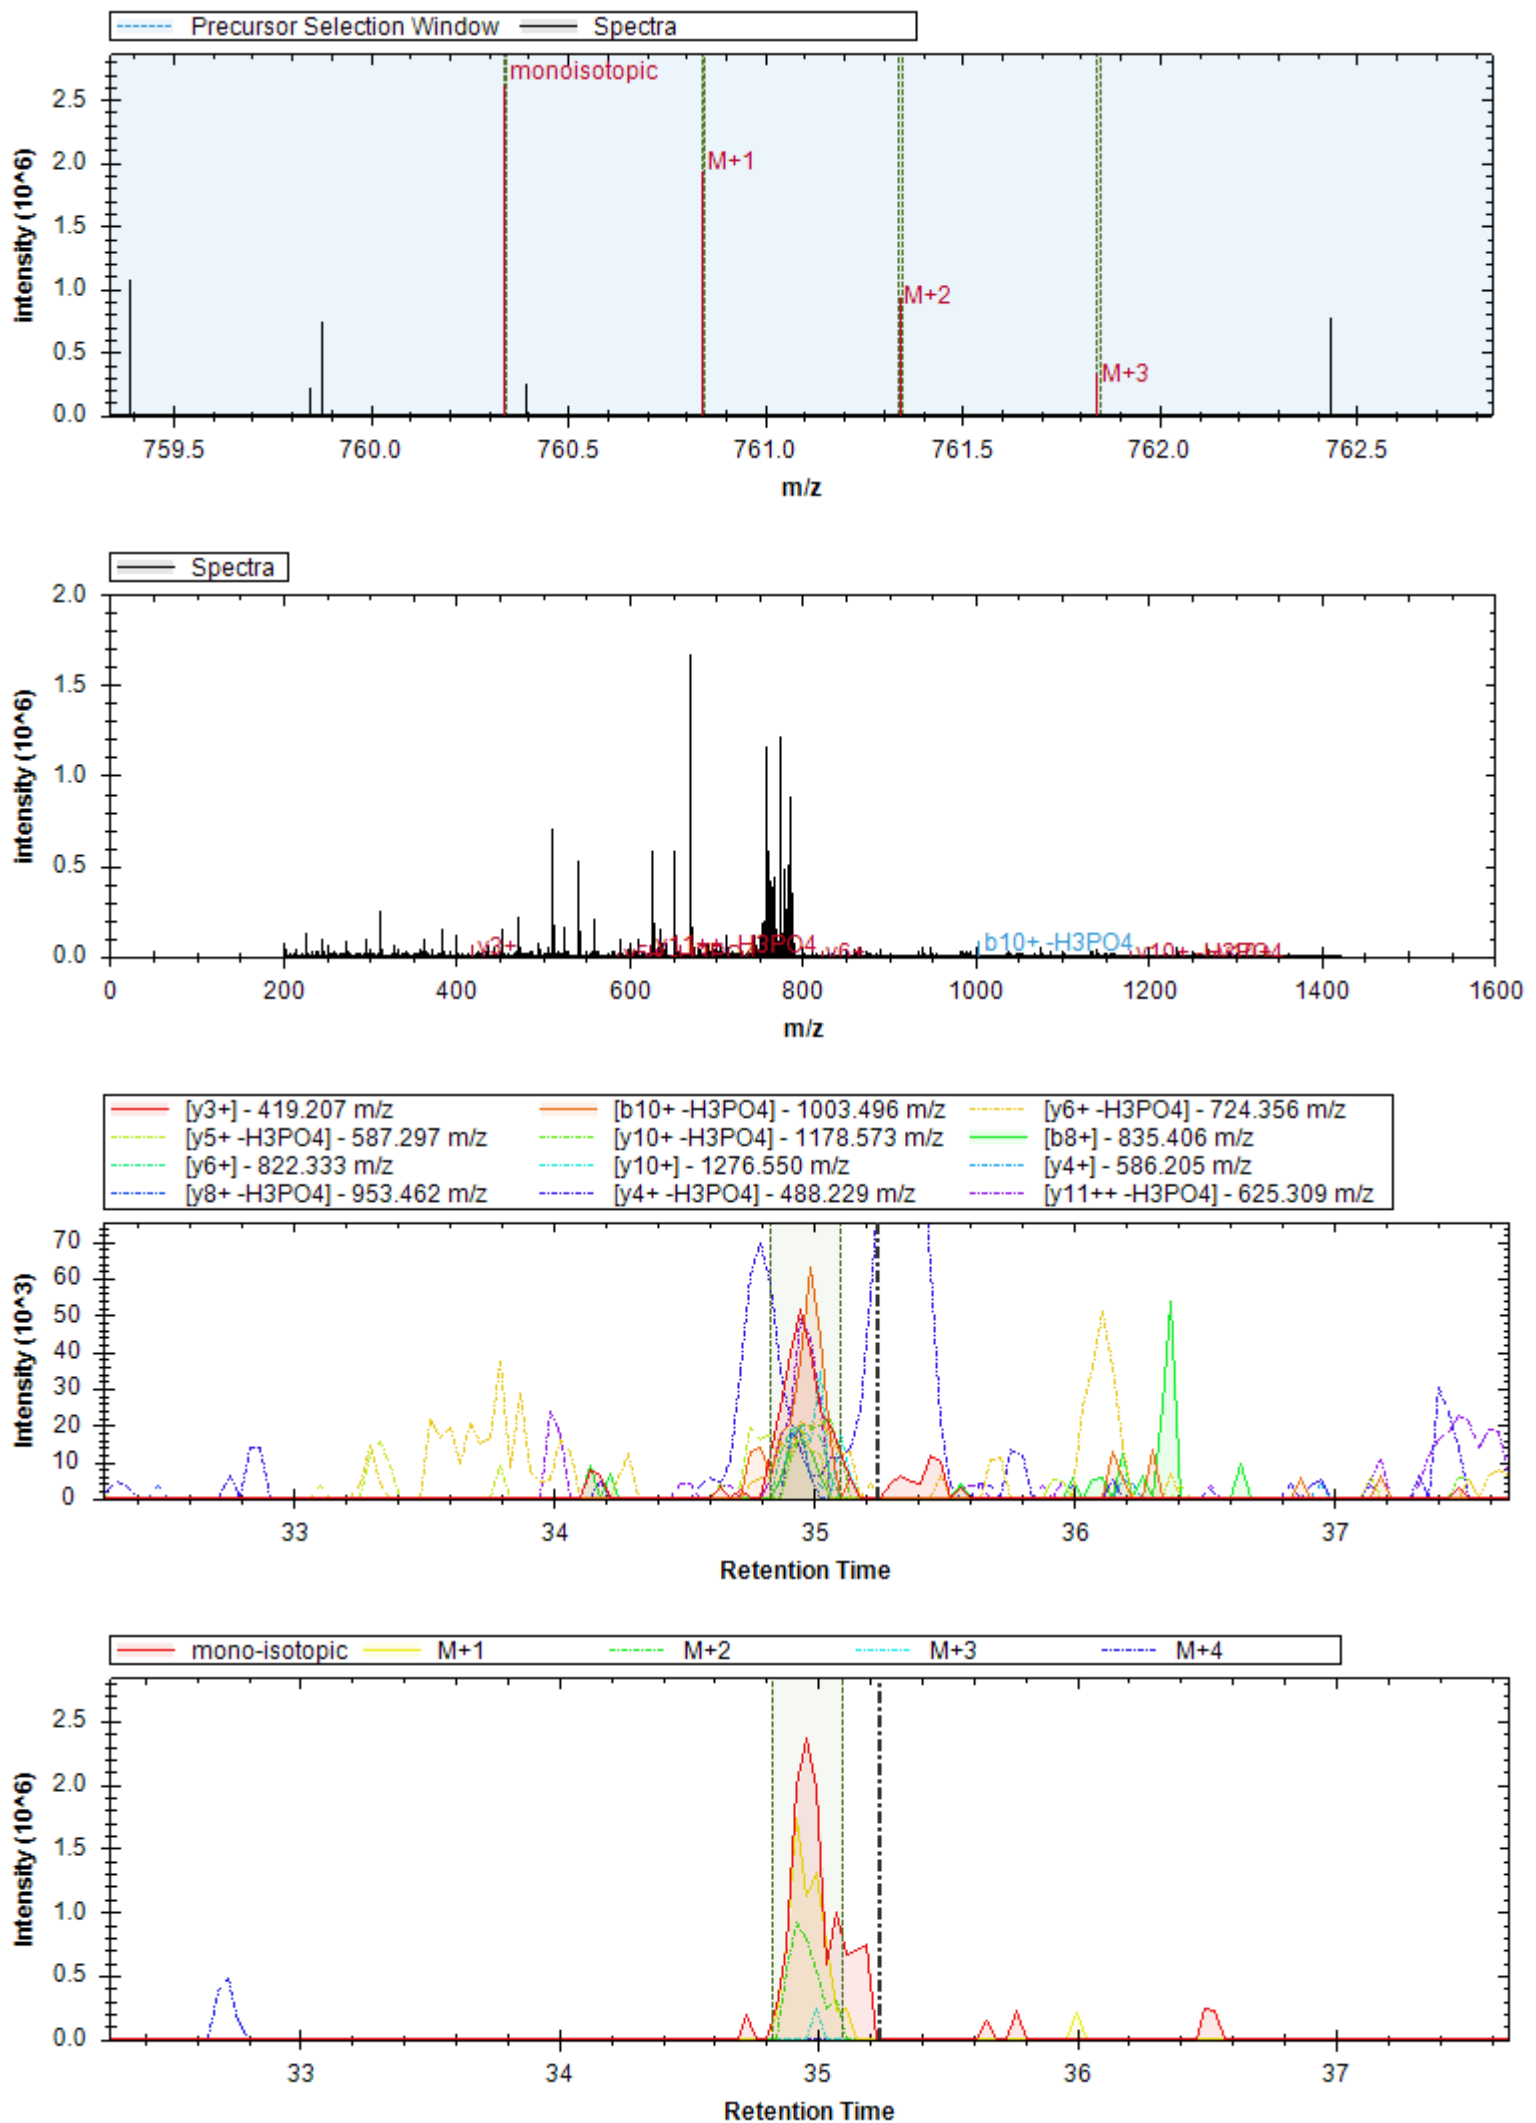 Precursor Selection Window Spectra
monoisotopic
M+1
M+2
M+3
2.5
2.0
1.5
1.0
0.5
0.0
intensity (10^6)
759.5 760.0 760.5 761.0 761.5 762.0 762.5
m/z
Spectra
2.0
1.5
1.0
0.5
0.0
intensity (10^6)
y3+ y11++ -H3PO4 y6+ b10+ -H3PO4 y10+ -H3PO4
0 200 400 600 800 1000 1200 1400 1600
m/z
[y3+] - 419.207 m/z [b10+ -H3PO4] - 1003.496 m/z [y6+ -H3PO4] - 724.356 m/z
[y5+ -H3PO4] - 587.297 m/z [y10+ -H3PO4] - 1178.573 m/z [b8+] - 835.406 m/z
[y6+] - 822.333 m/z [y10+] - 1276.550 m/z [y4+] - 586.205 m/z
[y8+ -H3PO4] - 953.462 m/z [y4+ -H3PO4] - 488.229 m/z [y11++ -H3PO4] - 625.309 m/z
70
60
50
40
30
20
10
0
Intensity (10^3)
33 34 35 36 37
Retention Time
mono-isotopic M+1 M+2 M+3 M+4
2.5
2.0
1.5
1.0
0.5
0.0
Intensity (10^6)
33 34 35 36 37
Retention Time